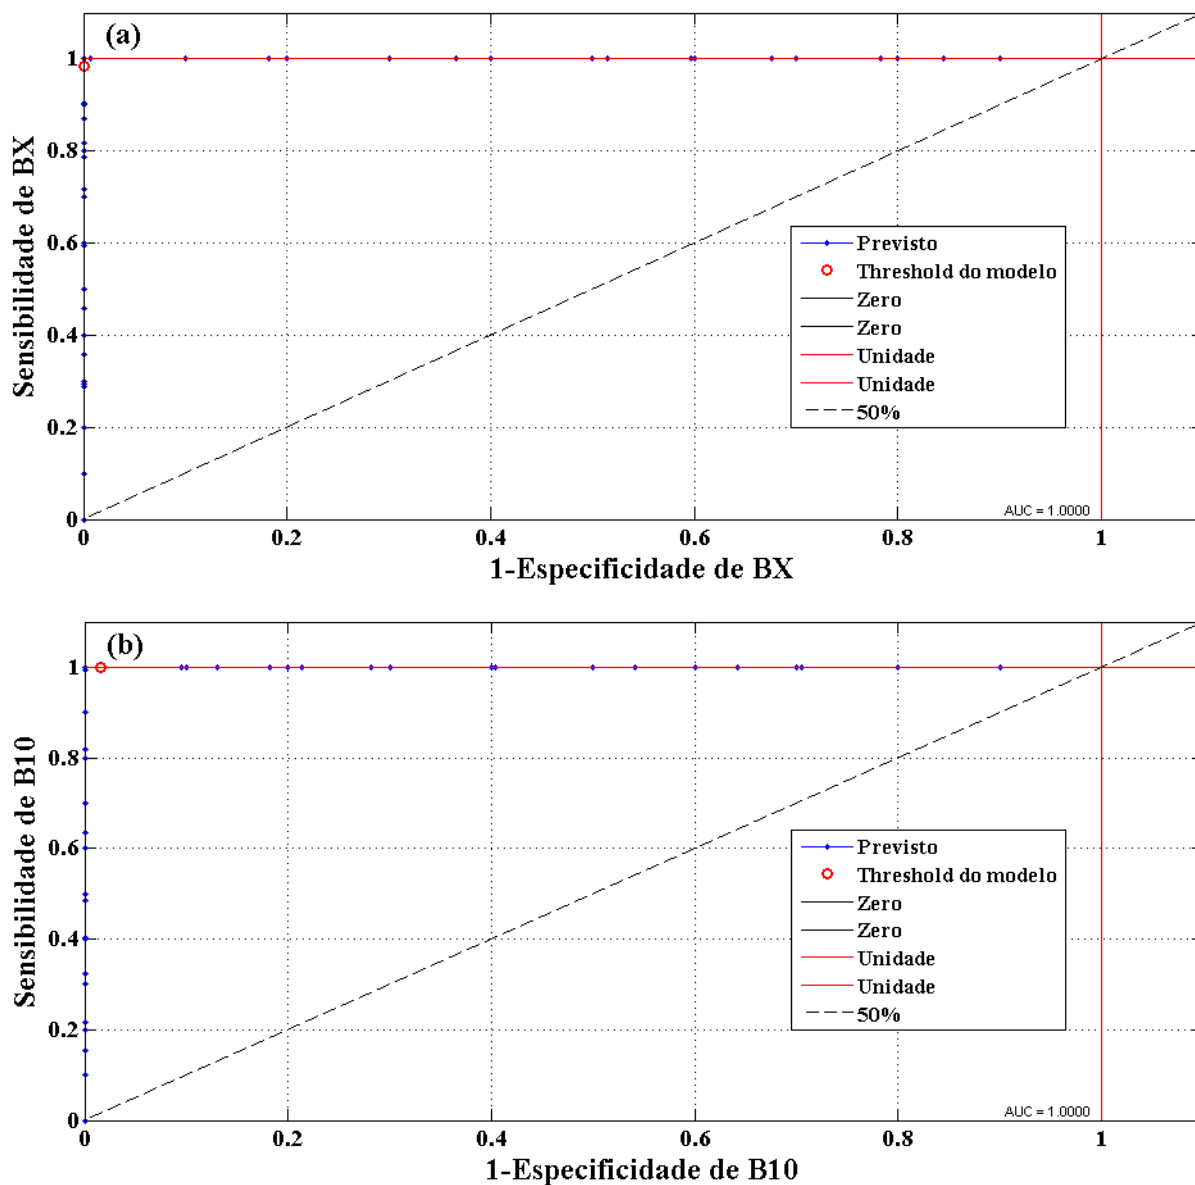 (a)
1
0.8
0.6
0.4
0.2
0
Sensibilidade de BX
Previsto
Threshold do modelo
Zero
Zero
Unidade
Unidade
50%
AUC = 1.0000
0 0.2 0.4 0.6 0.8 1
1-Especificidade de BX
(b)
1
0.8
0.6
0.4
0.2
0
Sensibilidade de B10
Previsto
Threshold do modelo
Zero
Zero
Unidade
Unidade
50%
AUC = 1.0000
0 0.2 0.4 0.6 0.8 1
1-Especificidade de B10